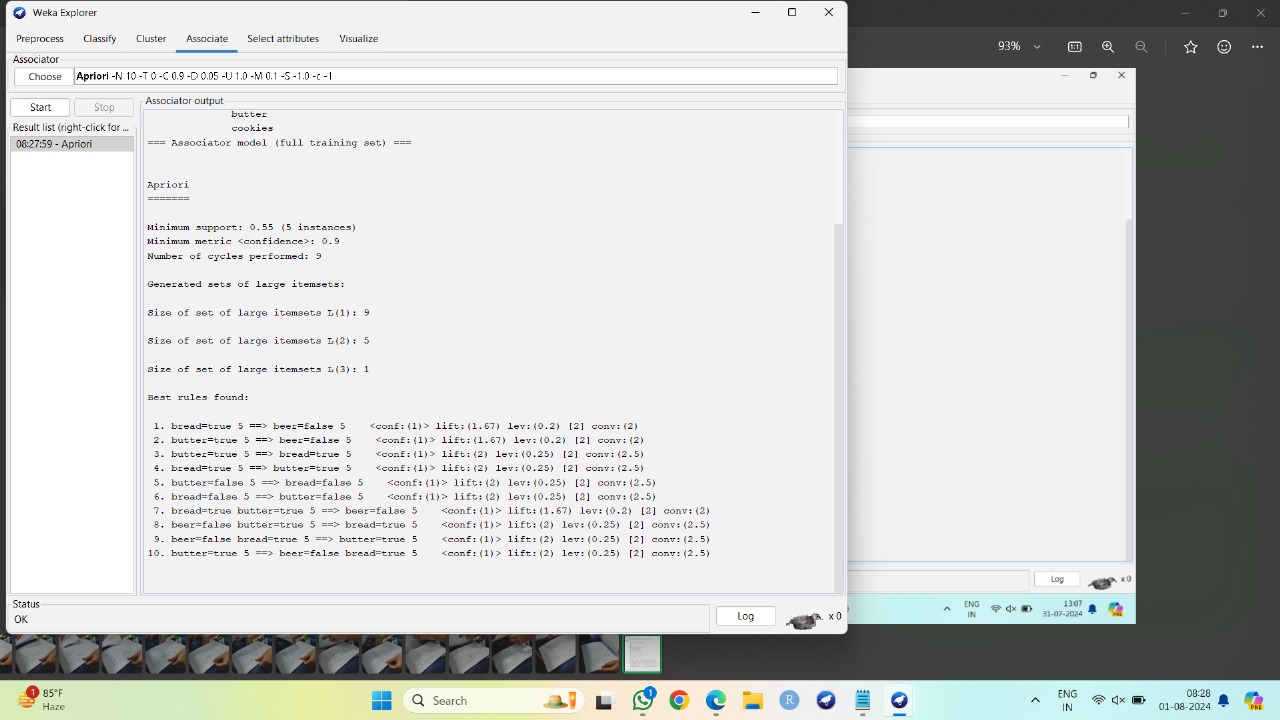 Weka Explorer
Preprocess Classify Cluster Associate Select attributes Visualize
Associator
Choose Apriori -N 10 -T 0 -C 0.9 -D 0.05 -U 1.0 -M 0.1 -S -1.0 -c -1
Start Stop
Result list (right-click for ...
08:27:59 - Apriori
Associator output
butter
cookies
=== Associator model (full training set) ===
Apriori
=======
Minimum support: 0.55 (5 instances)
Minimum metric <confidence>: 0.9
Number of cycles performed: 9
Generated sets of large itemsets:
Size of set of large itemsets L(1): 9
Size of set of large itemsets L(2): 5
Size of set of large itemsets L(3): 1
Best rules found:
1. bread=true 5 ==> beer=false 5 <conf:(1)> lift:(1.67) lev:(0.2) [2] conv:(2)
2. butter=true 5 ==> beer=false 5 <conf:(1)> lift:(1.67) lev:(0.2) [2] conv:(2)
3. butter=true 5 ==> bread=true 5 <conf:(1)> lift:(2) lev:(0.25) [2] conv:(2.5)
4. bread=true 5 ==> butter=true 5 <conf:(1)> lift:(2) lev:(0.25) [2] conv:(2.5)
5. butter=false 5 ==> bread=false 5 <conf:(1)> lift:(2) lev:(0.25) [2] conv:(2.5)
6. bread=false 5 ==> butter=false 5 <conf:(1)> lift:(2) lev:(0.25) [2] conv:(2.5)
7. bread=true butter=true 5 ==> beer=false 5 <conf:(1)> lift:(1.67) lev:(0.2) [2] conv:(2)
8. beer=false butter=true 5 ==> bread=true 5 <conf:(1)> lift:(2) lev:(0.25) [2] conv:(2.5)
9. beer=false bread=true 5 ==> butter=true 5 <conf:(1)> lift:(2) lev:(0.25) [2] conv:(2.5)
10. butter=true 5 ==> beer=false bread=true 5 <conf:(1)> lift:(2) lev:(0.25) [2] conv:(2.5)
Status
OK
Log
x 0
93%
Log
x 0
ENG
IN
13:07
31-07-2024
PRE
1
85°F
Haze
Search
R
1
ENG
IN
08:28
01-08-2024
PRE